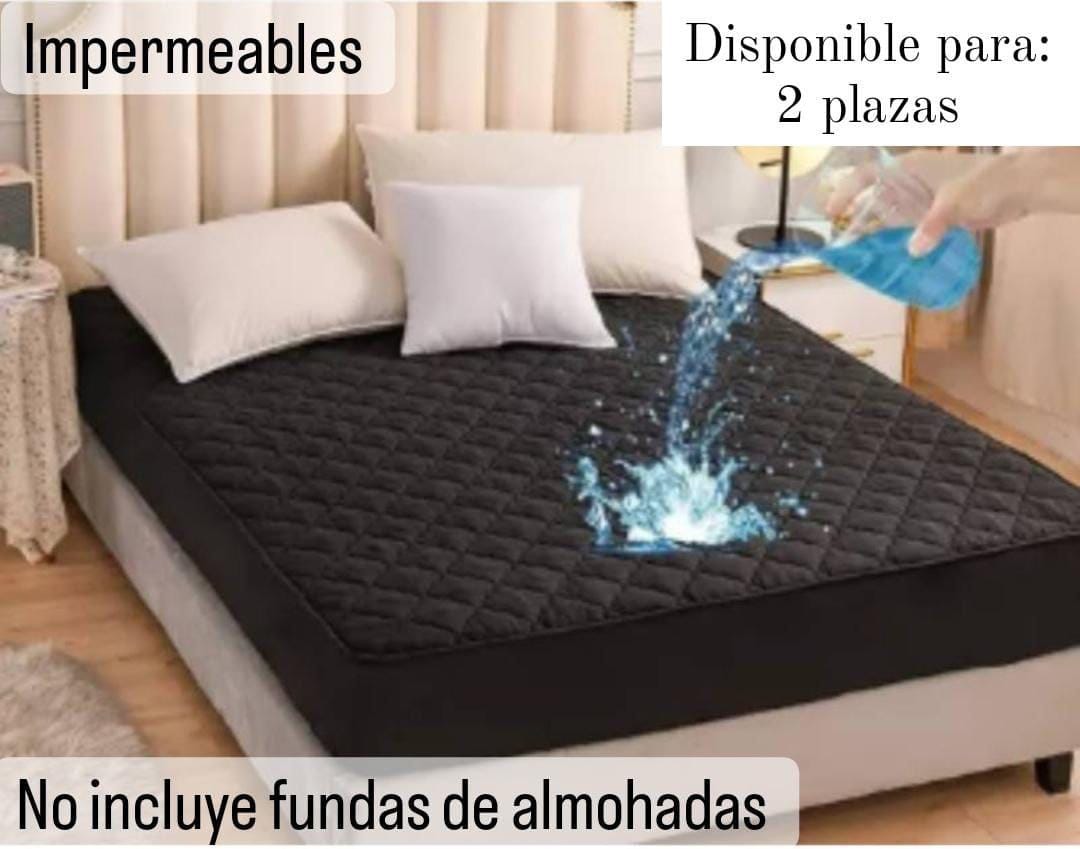 Impermeables
Disponible para:
2 plazas
No incluye fundas de almohadas